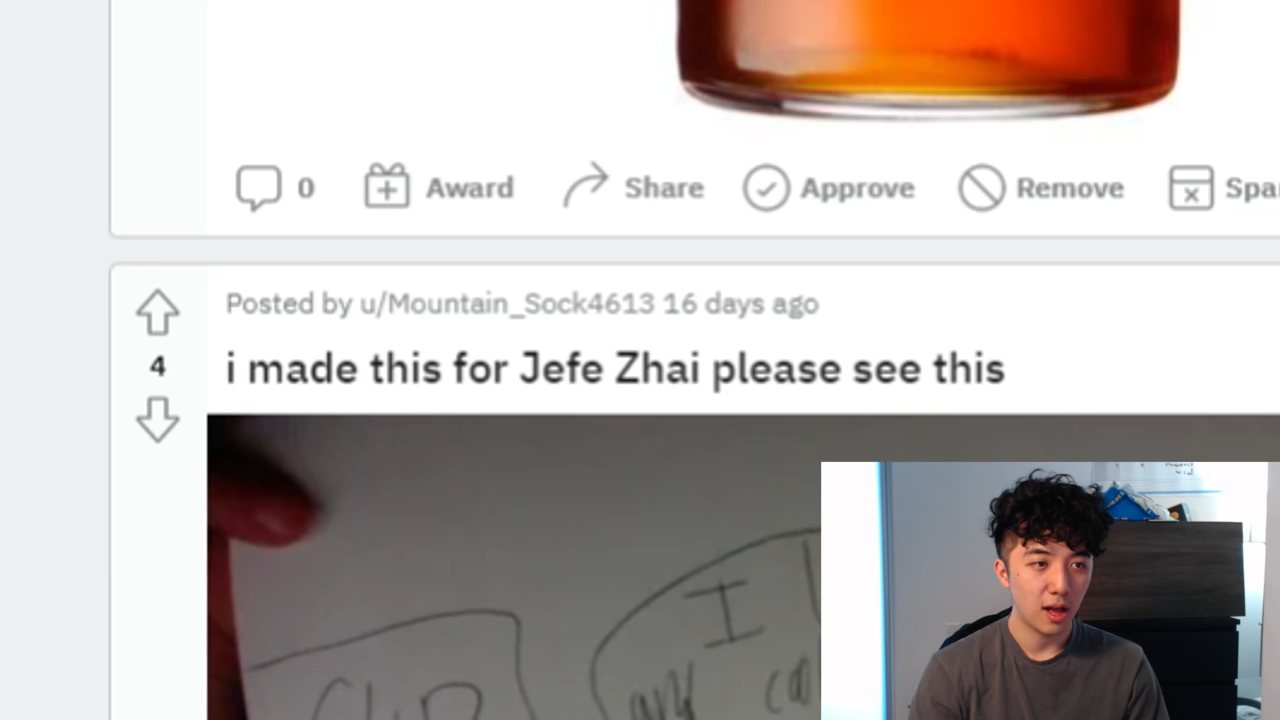 0 Award Share Approve Remove
Posted by u/Mountain_Sock4613 16 days ago
4
i made this for Jefe Zhai please see this
I